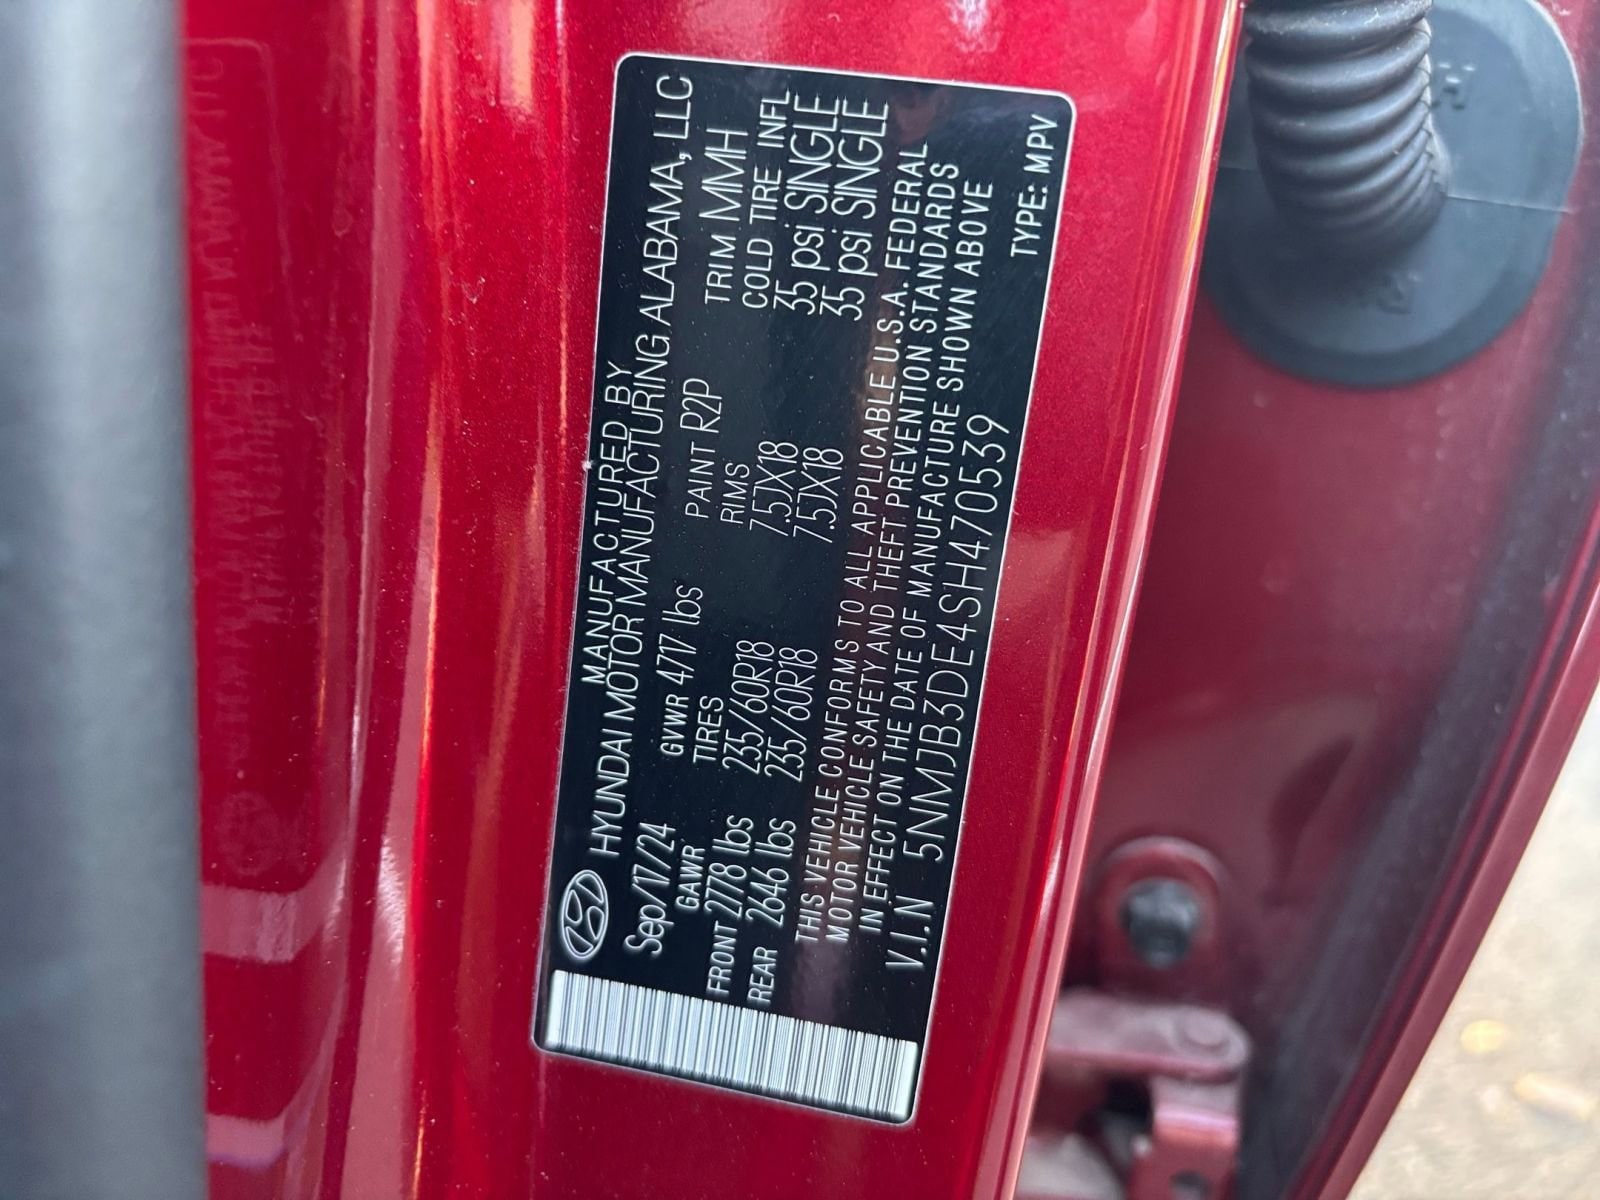 MANUFACTURED BY
HYUNDAI MOTOR MANUFACTURING ALABAMA, LLC
Sep/17/24 GVWR 4717 lbs PAINT R2P TRIM MMH
GAWR TIRES RIMS COLD TIRE INFL
FRONT 2778 lbs 235/60R18 7.5JX18 35 psi SINGLE
REAR 2646 lbs 235/60R18 7.5JX18 35 psi SINGLE
THIS VEHICLE CONFORMS TO ALL APPLICABLE U.S.A. FEDERAL
MOTOR VEHICLE SAFETY AND THEFT PREVENTION STANDARDS
IN EFFECT ON THE DATE OF MANUFACTURE SHOWN ABOVE
V.I.N 5NMJB3DE4SH470539 TYPE: MPV